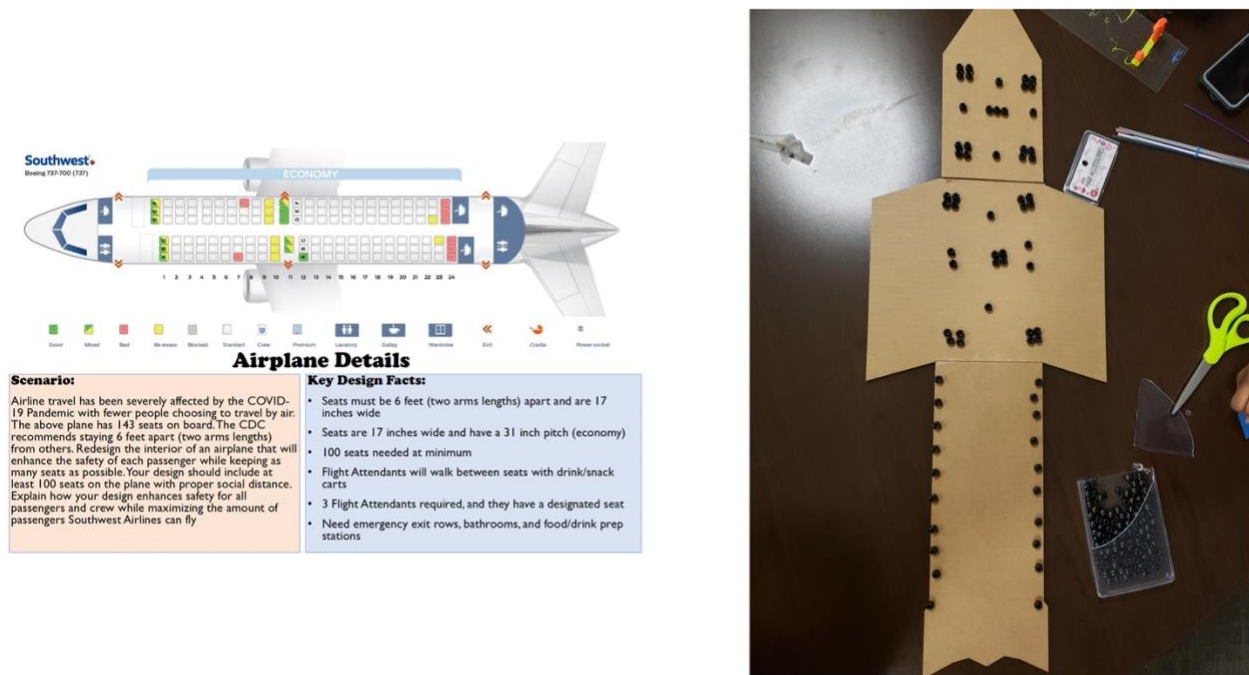 Southwest
Boeing 737-700 (737)
ECONOMY
1 2 3 4 5 6 7 8 9 10 11 12 13 14 15 16 17 18 19 20 21 22 23 24
Good Mixed Bad Be aware Blocked Standart Crew Premium Lavatory Galley Wardrobe Exit Cradle Power socket
Airplane Details
Scenario:
Airline travel has been severely affected by the COVID-
19 Pandemic with fewer people choosing to travel by air.
The above plane has 143 seats on board. The CDC
recommends staying 6 feet apart (two arms lengths)
from others. Redesign the interior of an airplane that will
enhance the safety of each passenger while keeping as
many seats as possible. Your design should include at
least 100 seats on the plane with proper social distance.
Explain how your design enhances safety for all
passengers and crew while maximizing the amount of
passengers Southwest Airlines can fly
Key Design Facts:
• Seats must be 6 feet (two arms lengths) apart and are 17
inches wide
• Seats are 17 inches wide and have a 31 inch pitch (economy)
• 100 seats needed at minimum
• Flight Attendants will walk between seats with drink/snack
carts
• 3 Flight Attendants required, and they have a designated seat
• Need emergency exit rows, bathrooms, and food/drink prep
stations